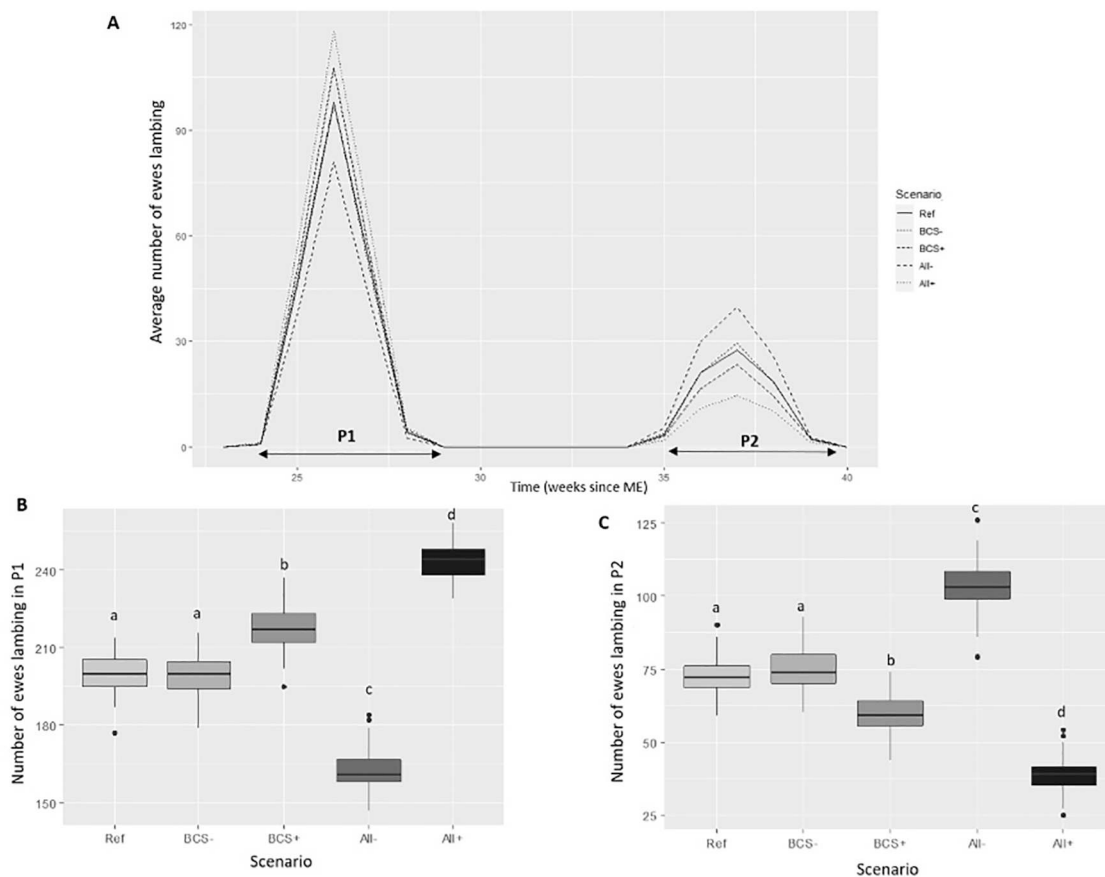 A
Average number of ewes lambing
120
90
60
30
0
P1
P2
25
30
35
40
Time (weeks since ME)
Scenario
Ref
BCS-
BCS+
All-
All+
B
Number of ewes lambing in P1
240
210
180
150
a
a
b
c
d
Ref
BCS-
BCS+
All-
All+
Scenario
C
Number of ewes lambing in P2
125
100
75
50
25
a
a
b
c
d
Ref
BCS-
BCS+
All-
All+
Scenario